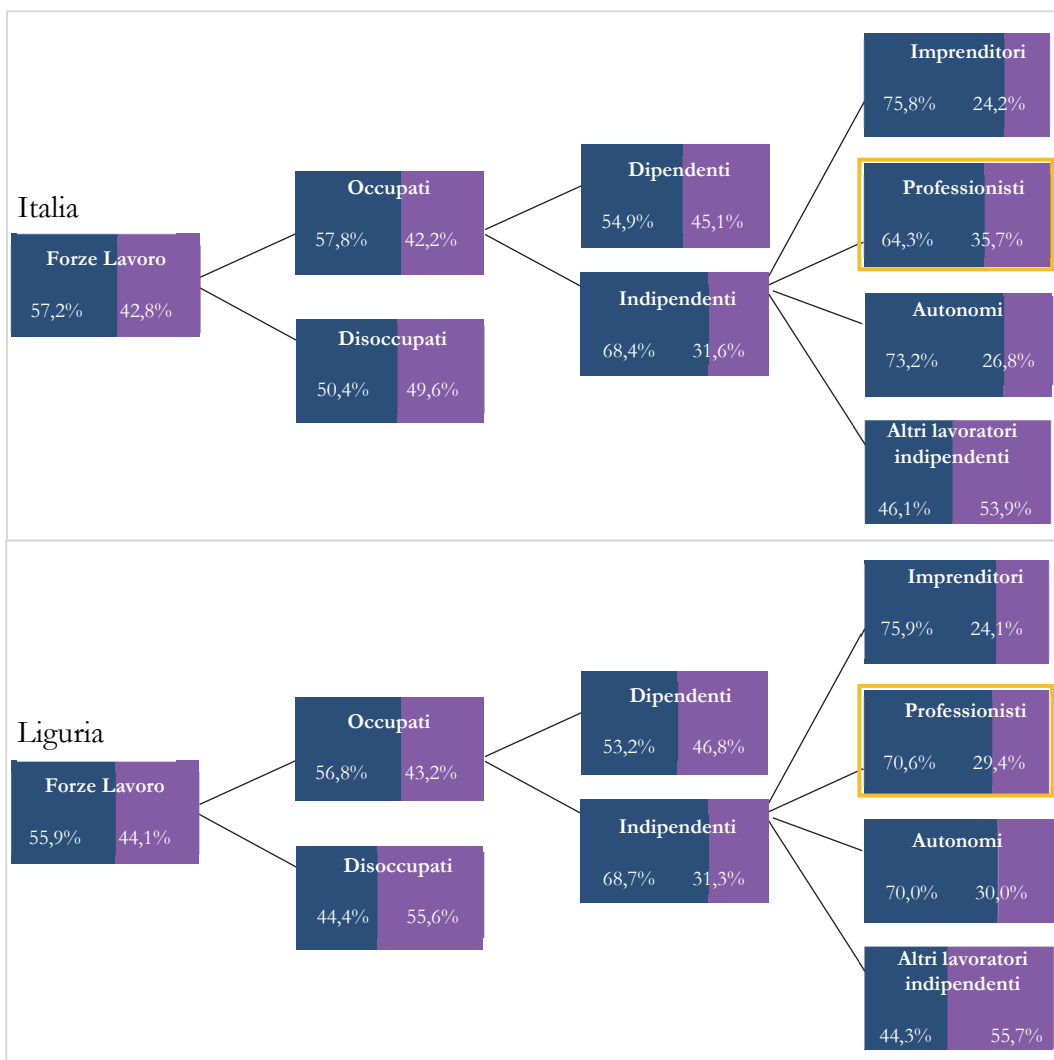 Italia
Forze Lavoro
57,2% 42,8%
Occupati
57,8% 42,2%
Disoccupati
50,4% 49,6%
Dipendenti
54,9% 45,1%
Indipendenti
68,4% 31,6%
Imprenditori
75,8% 24,2%
Professionisti
64,3% 35,7%
Autonomi
73,2% 26,8%
Altri lavoratori
indipendenti
46,1% 53,9%
Liguria
Forze Lavoro
55,9% 44,1%
Occupati
56,8% 43,2%
Disoccupati
44,4% 55,6%
Dipendenti
53,2% 46,8%
Indipendenti
68,7% 31,3%
Imprenditori
75,9% 24,1%
Professionisti
70,6% 29,4%
Autonomi
70,0% 30,0%
Altri lavoratori
indipendenti
44,3% 55,7%